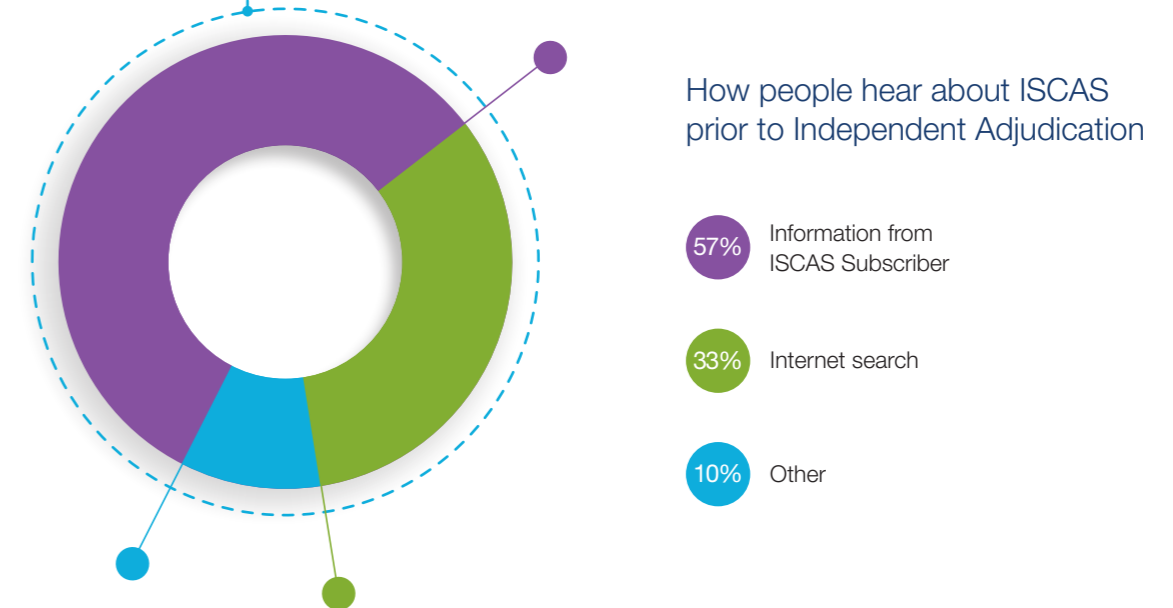 How people hear about ISCAS
prior to Independent Adjudication
57%
Information from
ISCAS Subscriber
33%
Internet search
10%
Other